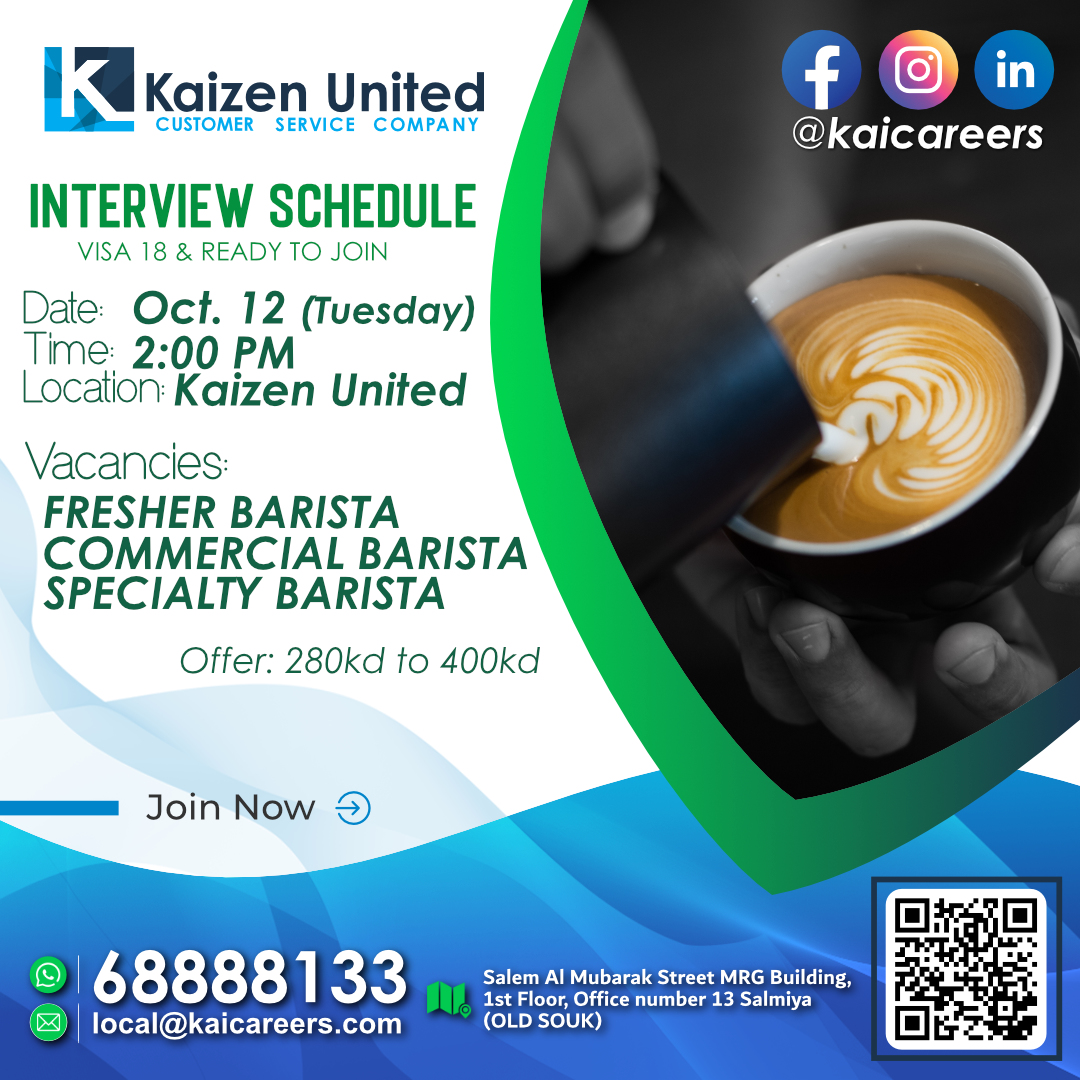 Kaizen United
CUSTOMER SERVICE COMPANY
@kaicareers
INTERVIEW SCHEDULE
VISA 18 & READY TO JOIN
Date: Oct. 12 (Tuesday)
Time: 2:00 PM
Location: Kaizen United
Vacancies:
FRESHER BARISTA
COMMERCIAL BARISTA
SPECIALTY BARISTA
Offer: 280kd to 400kd
Join Now
68888133
local@kaicareers.com
Salem Al Mubarak Street MRG Building,
1st Floor, Office number 13 Salmiya
(OLD SOUK)